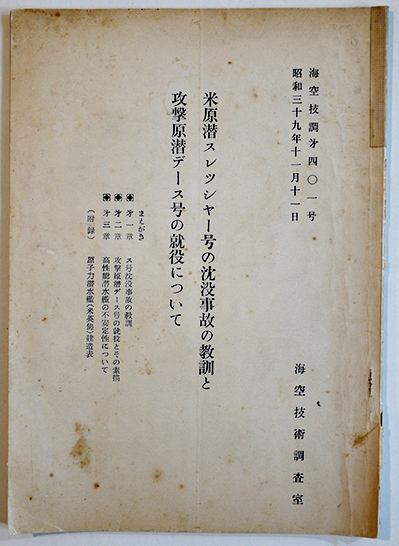 海空技調才四〇一号
昭和三十九年十一月十一日
米原潜スレッシャー号の沈没事故の教訓と
攻撃原潜デース号の就役について
まえがき
才一章 ス号沈没事故の教訓
才二章 攻撃原潜デース号の就役とその素描
才三章 高性能潜水艦の不安定性について
（附録） 原子力潜水艦（米英佛）建造表
海空技術調査室